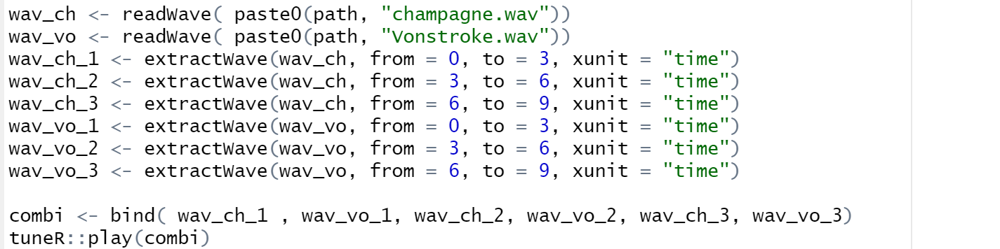 wav_ch <- readWave( paste0(path, "champagne.wav"))
wav_vo <- readWave( paste0(path, "Vonstroke.wav"))
wav_ch_1 <- extractWave(wav_ch, from = 0, to = 3, xunit = "time")
wav_ch_2 <- extractWave(wav_ch, from = 3, to = 6, xunit = "time")
wav_ch_3 <- extractWave(wav_ch, from = 6, to = 9, xunit = "time")
wav_vo_1 <- extractWave(wav_vo, from = 0, to = 3, xunit = "time")
wav_vo_2 <- extractWave(wav_vo, from = 3, to = 6, xunit = "time")
wav_vo_3 <- extractWave(wav_vo, from = 6, to = 9, xunit = "time")
combi <- bind( wav_ch_1 , wav_vo_1, wav_ch_2, wav_vo_2, wav_ch_3, wav_vo_3)
tuneR::play(combi)